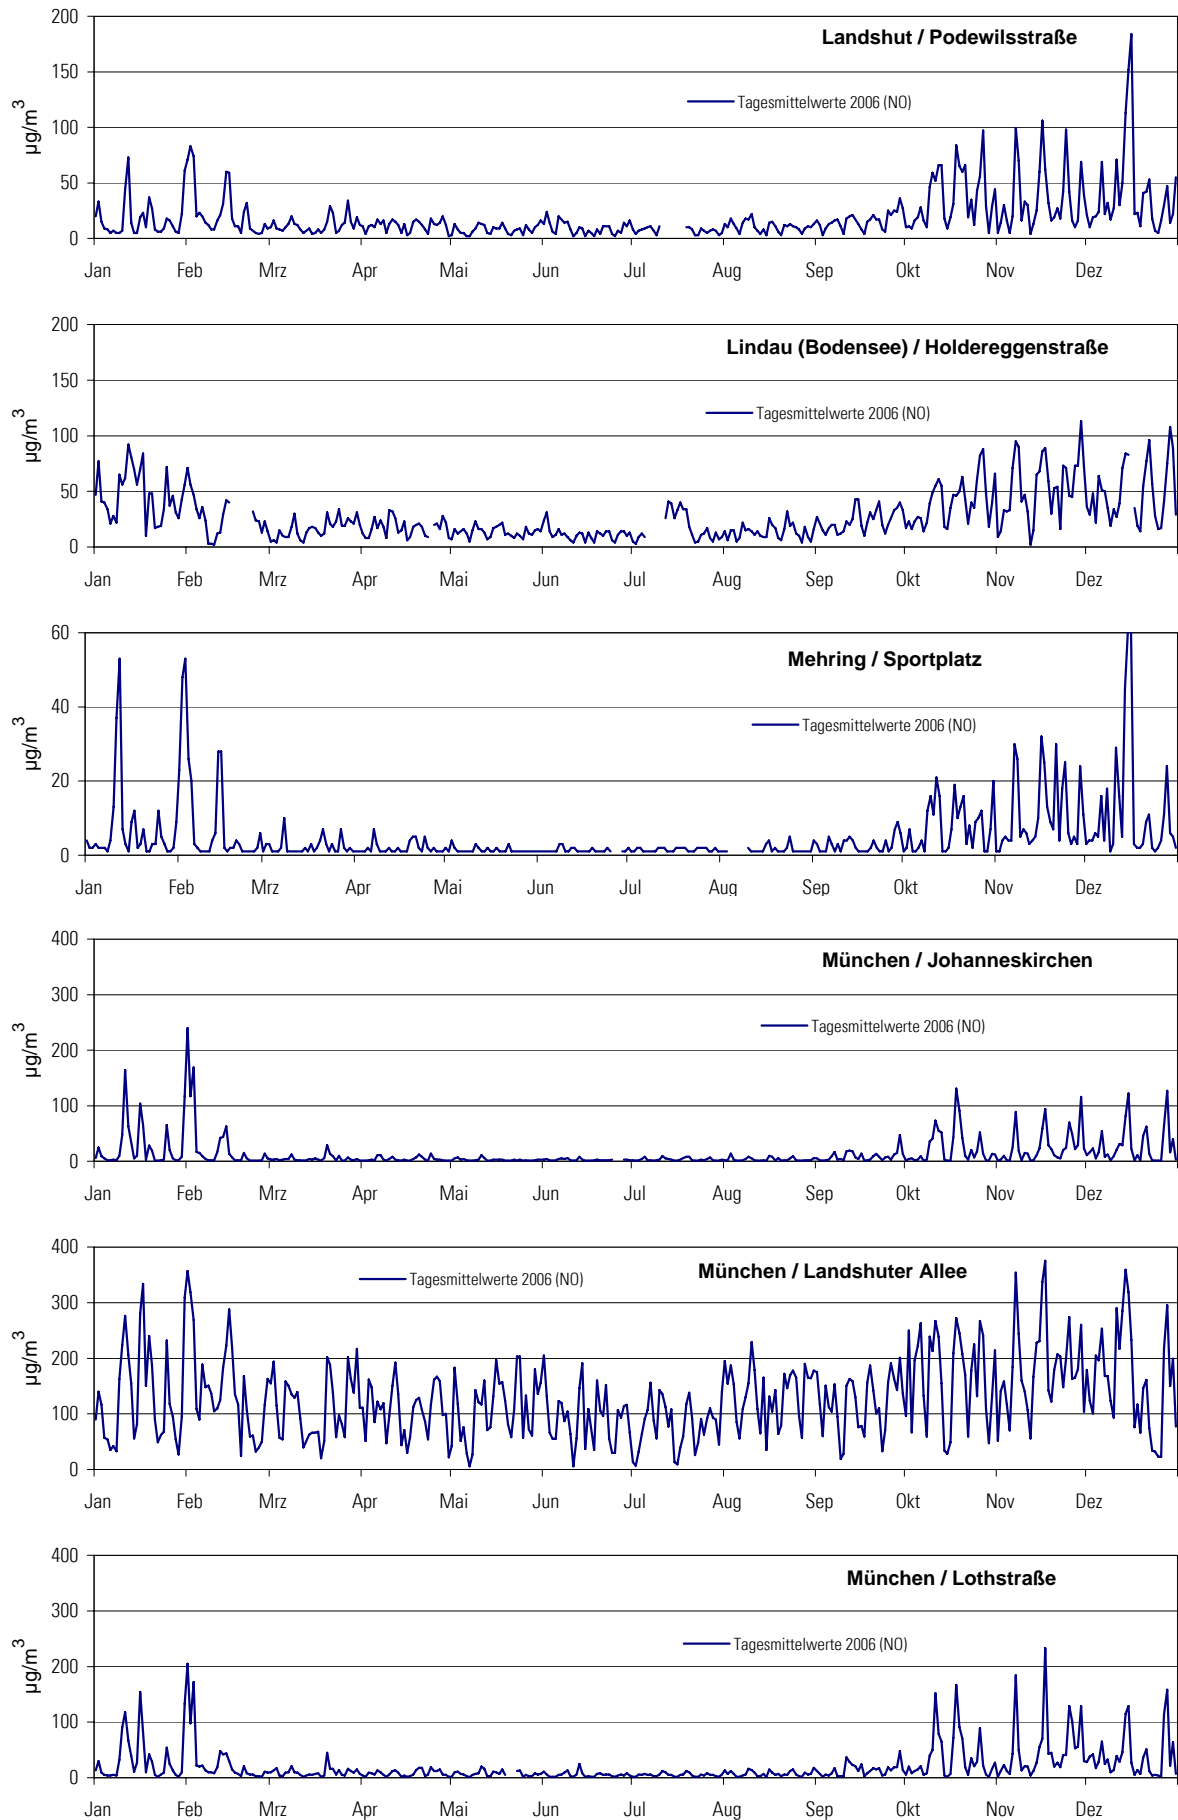 200
Landshut / Podewilsstraße
150
Tagesmittelwerte 2006 (NO)
µg/m³
100
50
0
Jan Feb Mrz Apr Mai Jun Jul Aug Sep Okt Nov Dez
200
Lindau (Bodensee) / Holdereggenstraße
150
Tagesmittelwerte 2006 (NO)
µg/m³
100
50
0
Jan Feb Mrz Apr Mai Jun Jul Aug Sep Okt Nov Dez
60
Mehring / Sportplatz
40
Tagesmittelwerte 2006 (NO)
µg/m³
20
0
Jan Feb Mrz Apr Mai Jun Jul Aug Sep Okt Nov Dez
400
München / Johanneskirchen
300
Tagesmittelwerte 2006 (NO)
µg/m³
200
100
0
Jan Feb Mrz Apr Mai Jun Jul Aug Sep Okt Nov Dez
400
Tagesmittelwerte 2006 (NO)
München / Landshuter Allee
300
µg/m³
200
100
0
Jan Feb Mrz Apr Mai Jun Jul Aug Sep Okt Nov Dez
400
München / Lothstraße
300
Tagesmittelwerte 2006 (NO)
µg/m³
200
100
0
Jan Feb Mrz Apr Mai Jun Jul Aug Sep Okt Nov Dez